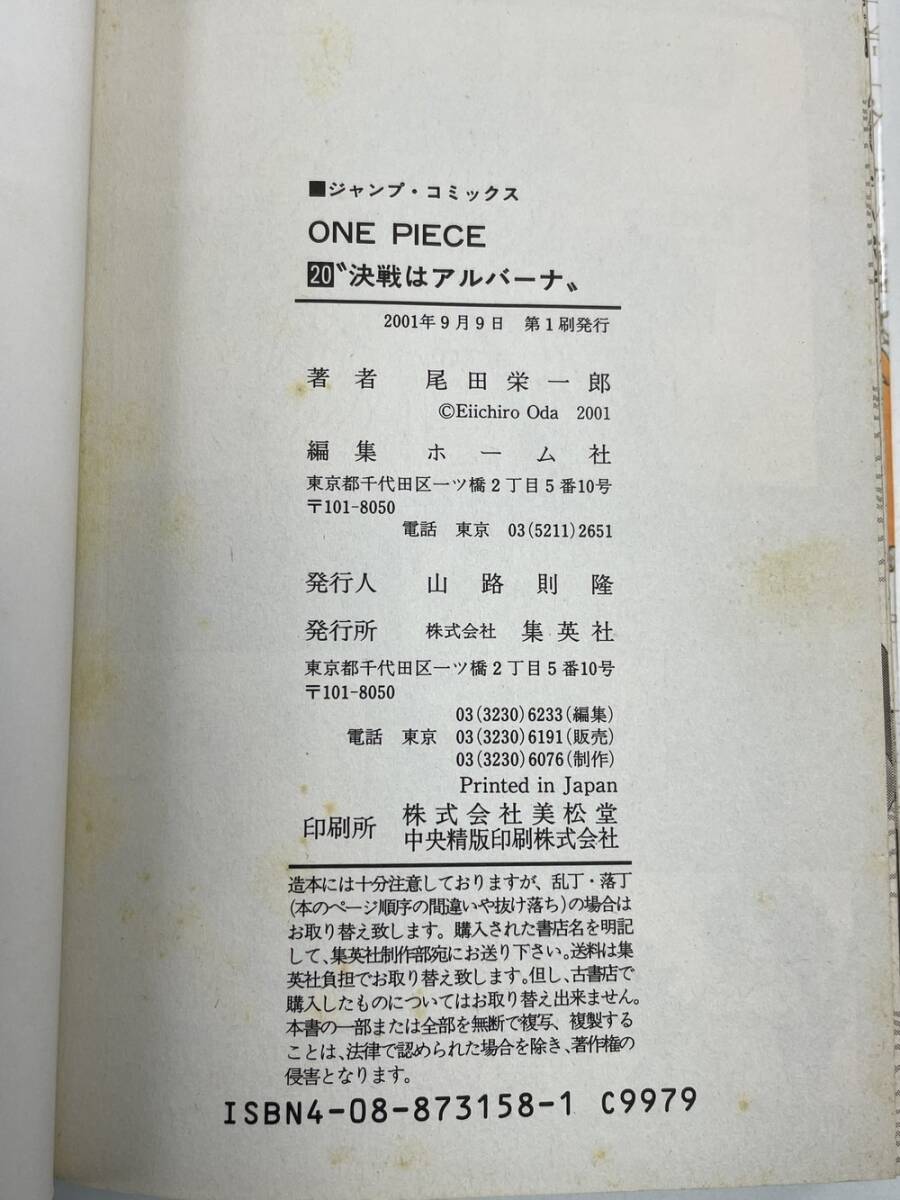 ■ジャンプ・コミックス
ONE PIECE
20〝決戦はアルバーナ〟
2001年9月9日 第1刷発行
著者 尾田栄一郎
©Eiichiro Oda 2001
編集 ホーム社
東京都千代田区一ツ橋2丁目5番10号
〒101-8050
電話 東京 03(5211)2651
発行人 山路則隆
発行所 株式会社 集英社
東京都千代田区一ツ橋2丁目5番10号
〒101-8050
03(3230)6233(編集)
電話 東京 03(3230)6191(販売)
03(3230)6076(制作)
Printed in Japan
印刷所 株式会社美松堂
中央精版印刷株式会社
造本には十分注意しておりますが、乱丁・落丁
(本のページ順序の間違いや抜け落ち)の場合は
お取り替え致します。購入された書店名を明記
して、集英社制作部宛にお送り下さい。送料は集
英社負担でお取り替え致します。但し、古書店で
購入したものについてはお取り替え出来ません。
本書の一部または全部を無断で複写、複製する
ことは、法律で認められた場合を除き、著作権の
侵害となります。
ISBN4-08-873158-1 C9979